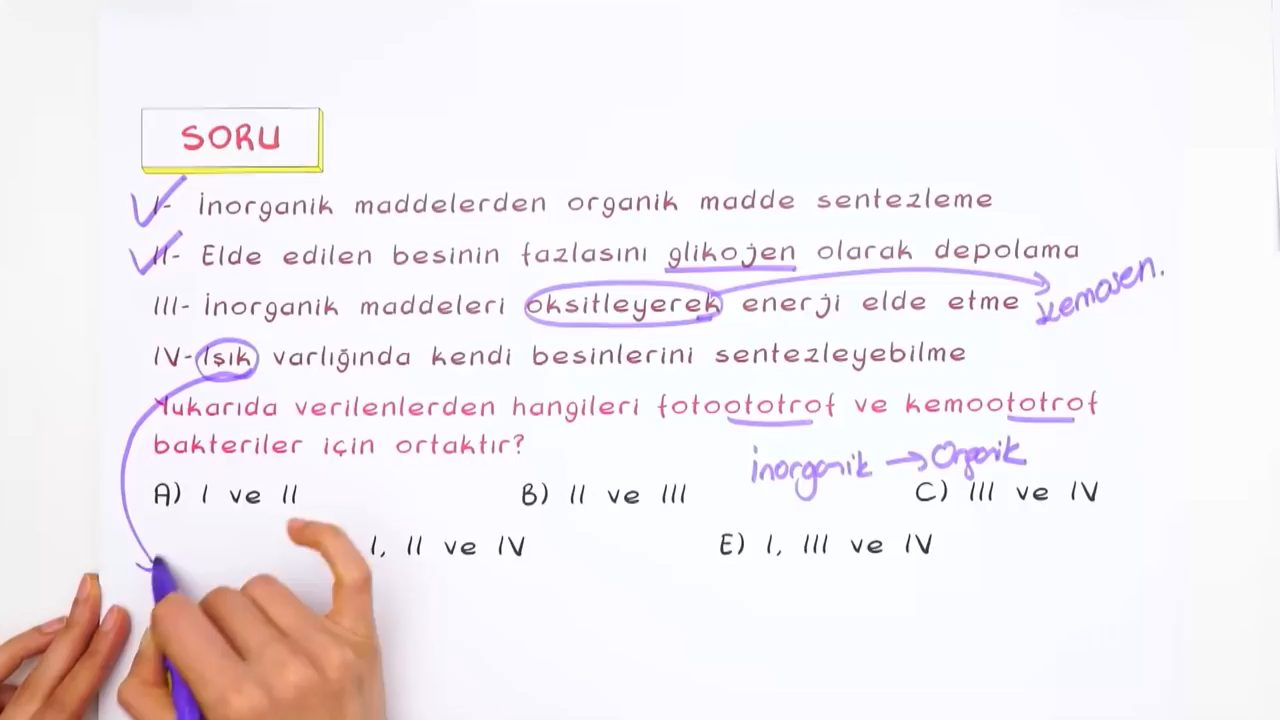 SORU
I- İnorganik maddelerden organik madde sentezleme
II- Elde edilen besinin fazlasını glikojen olarak depolama
III- İnorganik maddeleri oksitleyerek enerji elde etme
kemosen.
IV- Işık varlığında kendi besinlerini sentezleyebilme
Yukarıda verilenlerden hangileri fotoototrof ve kemoototrof
bakteriler için ortaktır?
inorganik → Organik
A) I ve II B) II ve III C) III ve IV
I, II ve IV E) I, III ve IV